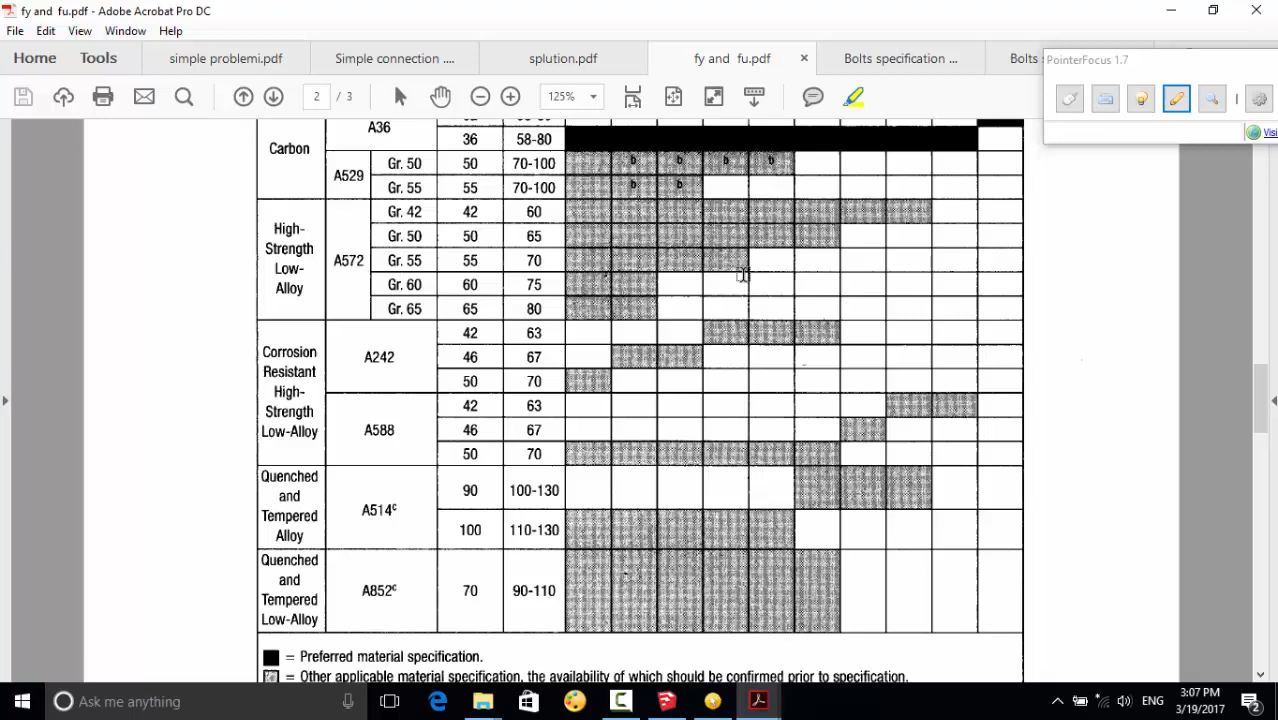 fy and fu.pdf - Adobe Acrobat Pro DC
File Edit View Window Help
Home Tools simple problemi.pdf Simple connection .... splution.pdf fy and fu.pdf × Bolts specification ... Bolts
PointerFocus 1.7
2 / 3 125%
Visi
Carbon
A36
36 58-80
A529
Gr. 50 50 70-100 b b b b
Gr. 55 55 70-100 b b
High-
Strength
Low-
Alloy
A572
Gr. 42 42 60
Gr. 50 50 65
Gr. 55 55 70
Gr. 60 60 75
Gr. 65 65 80
Corrosion
Resistant
High-
Strength
Low-Alloy
A242
42 63
46 67
50 70
A588
42 63
46 67
50 70
Quenched
and
Tempered
Alloy
A514c
90 100-130
100 110-130
Quenched
and
Tempered
Low-Alloy
A852c
70 90-110
= Preferred material specification.
= Other applicable material specification, the availability of which should be confirmed prior to specification.
Ask me anything
ENG
3:07 PM
3/19/2017
2